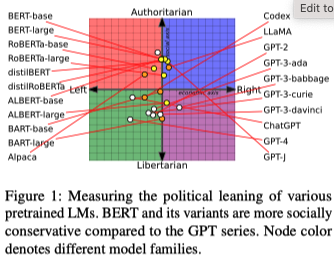 Edit to
Authoritarian
BERT-base
BERT-large
RoBERTa-base
RoBERTa-large
distilBERT
distilRoBERTa
ALBERT-base
ALBERT-large
BART-base
BART-large
Alpaca
Left
Right
Codex
LLaMA
GPT-2
GPT-3-ada
GPT-3-babbage
GPT-3-curie
GPT-3-davinci
ChatGPT
GPT-4
GPT-J
Libertarian
Figure 1: Measuring the political leaning of various
pretrained LMs. BERT and its variants are more socially
conservative compared to the GPT series. Node color
denotes different model families.